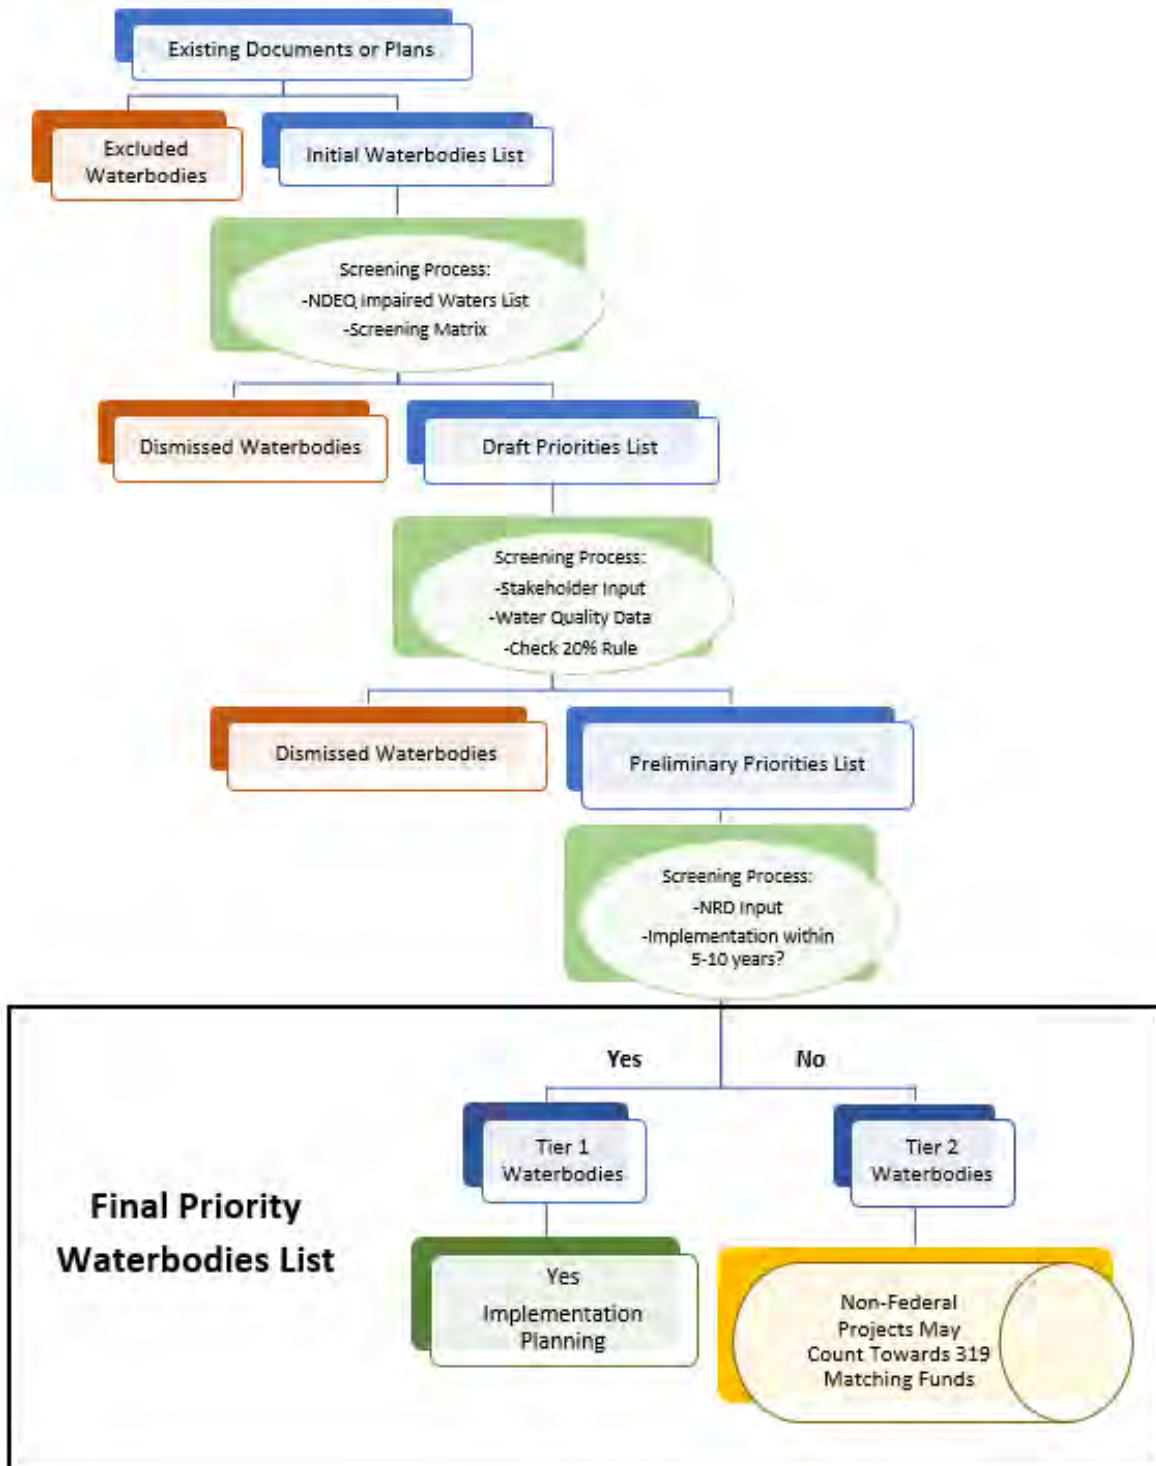 Existing Documents or Plans
Excluded
Waterbodies
Initial Waterbodies List
Screening Process:
-NDEQ Impaired Waters List
-Screening Matrix
Dismissed Waterbodies
Draft Priorities List
Screening Process:
-Stakeholder Input
-Water Quality Data
-Check 20% Rule
Dismissed Waterbodies
Preliminary Priorities List
Screening Process:
-NRD Input
-Implementation within
5-10 years?
Yes
No
Tier 1
Waterbodies
Tier 2
Waterbodies
Final Priority
Waterbodies List
Yes
Implementation
Planning
Non-Federal
Projects May
Count Towards 319
Matching Funds